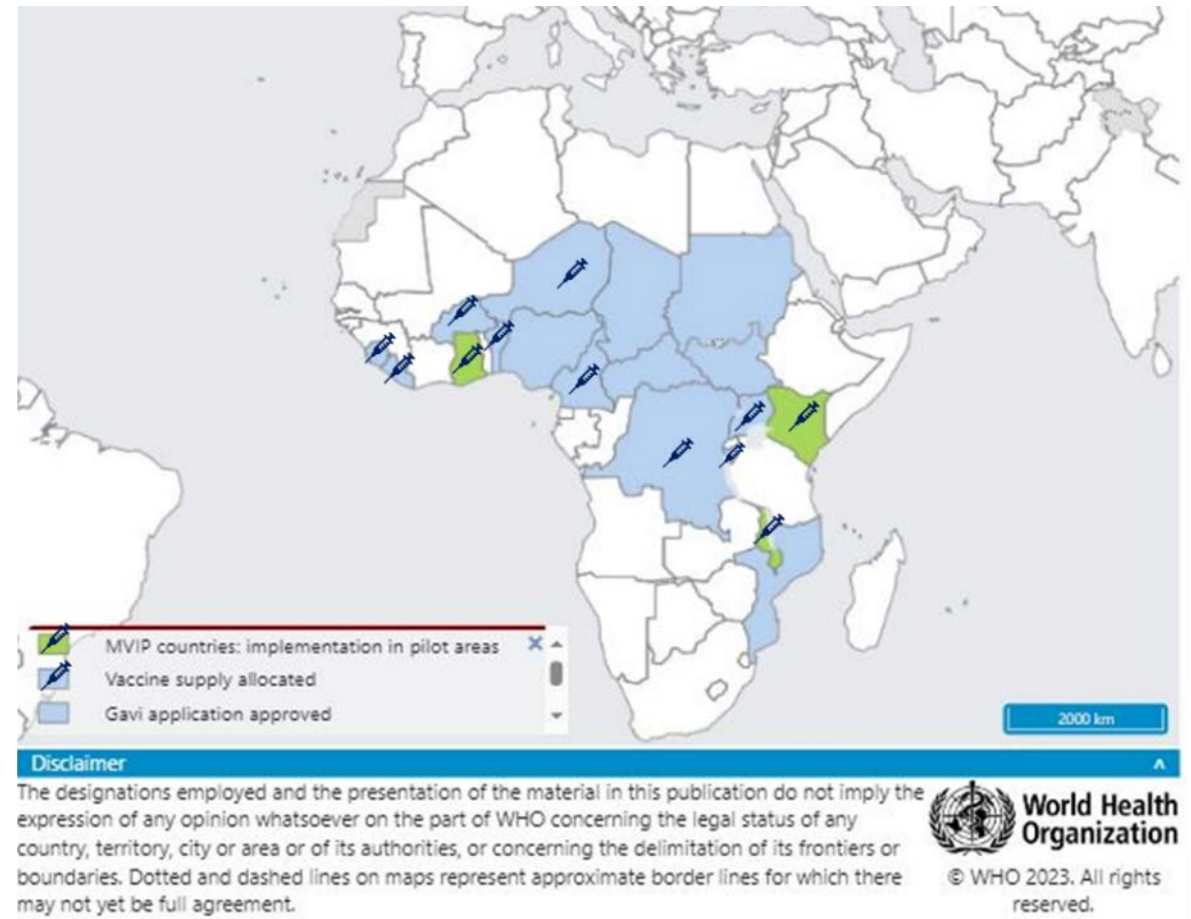 MVIP countries: implementation in pilot areas
Vaccine supply allocated
Gavi application approved
2000 km
Disclaimer
The designations employed and the presentation of the material in this publication do not imply the
expression of any opinion whatsoever on the part of WHO concerning the legal status of any
country, territory, city or area or of its authorities, or concerning the delimitation of its frontiers or
boundaries. Dotted and dashed lines on maps represent approximate border lines for which there
may not yet be full agreement.
World Health
Organization
© WHO 2023. All rights
reserved.